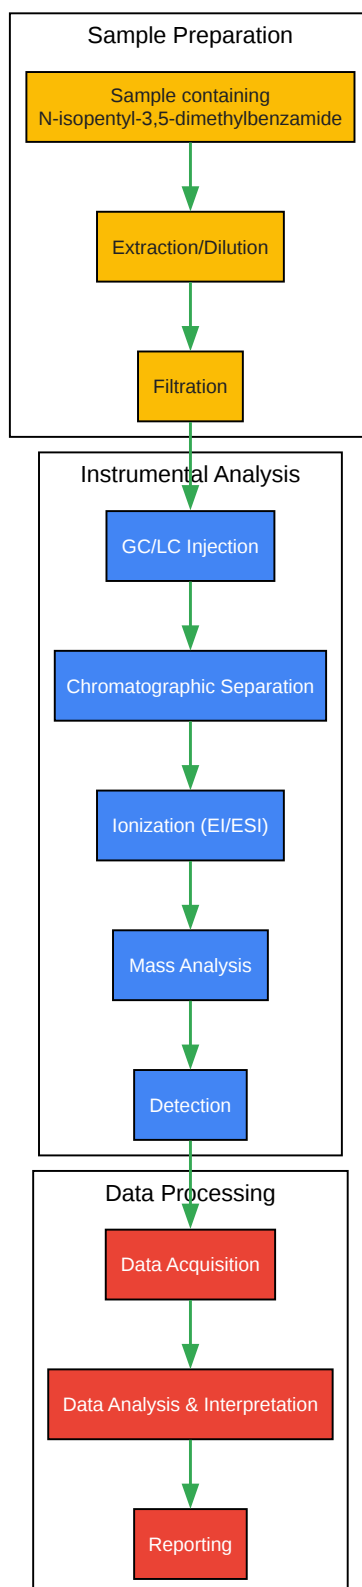 Sample Preparation
Sample containing
N-isopentyl-3,5-dimethylbenzamide
Extraction/Dilution
Filtration
Instrumental Analysis
GC/LC Injection
Chromatographic Separation
Ionization (EI/ESI)
Mass Analysis
Detection
Data Processing
Data Acquisition
Data Analysis & Interpretation
Reporting